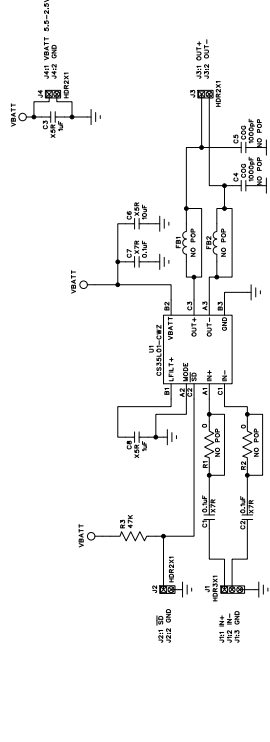 J4:1 VBATT 5.5-2.5V
J4:2 GND
J4
HDR2X1
VBATT
C3
X5R
1uF
J3:1 OUT+
J3:2 OUT-
J3
HDR2X1
C5
COG
1000pF
NO POP
C4
COG
1000pF
NO POP
VBATT
C6
X5R
10uF
C7
X7R
0.1uF
FB1
NO POP
FB2
NO POP
U1
CS35L01-CWZ
B2
VBATT
C3
OUT+
A3
OUT-
B3
GND
B1
LFILT+
A2
MODE
C2
SD
A1
IN+
C1
IN-
C8
X5R
1uF
R1
0
NO POP
R2
0
NO POP
C1
0.1uF
X7R
C2
0.1uF
X7R
VBATT
R3
47K
J2
HDR2X1
J2:1 SD
J2:2 GND
J1
HDR3X1
J1:1 IN+
J1:2 IN-
J1:3 GND